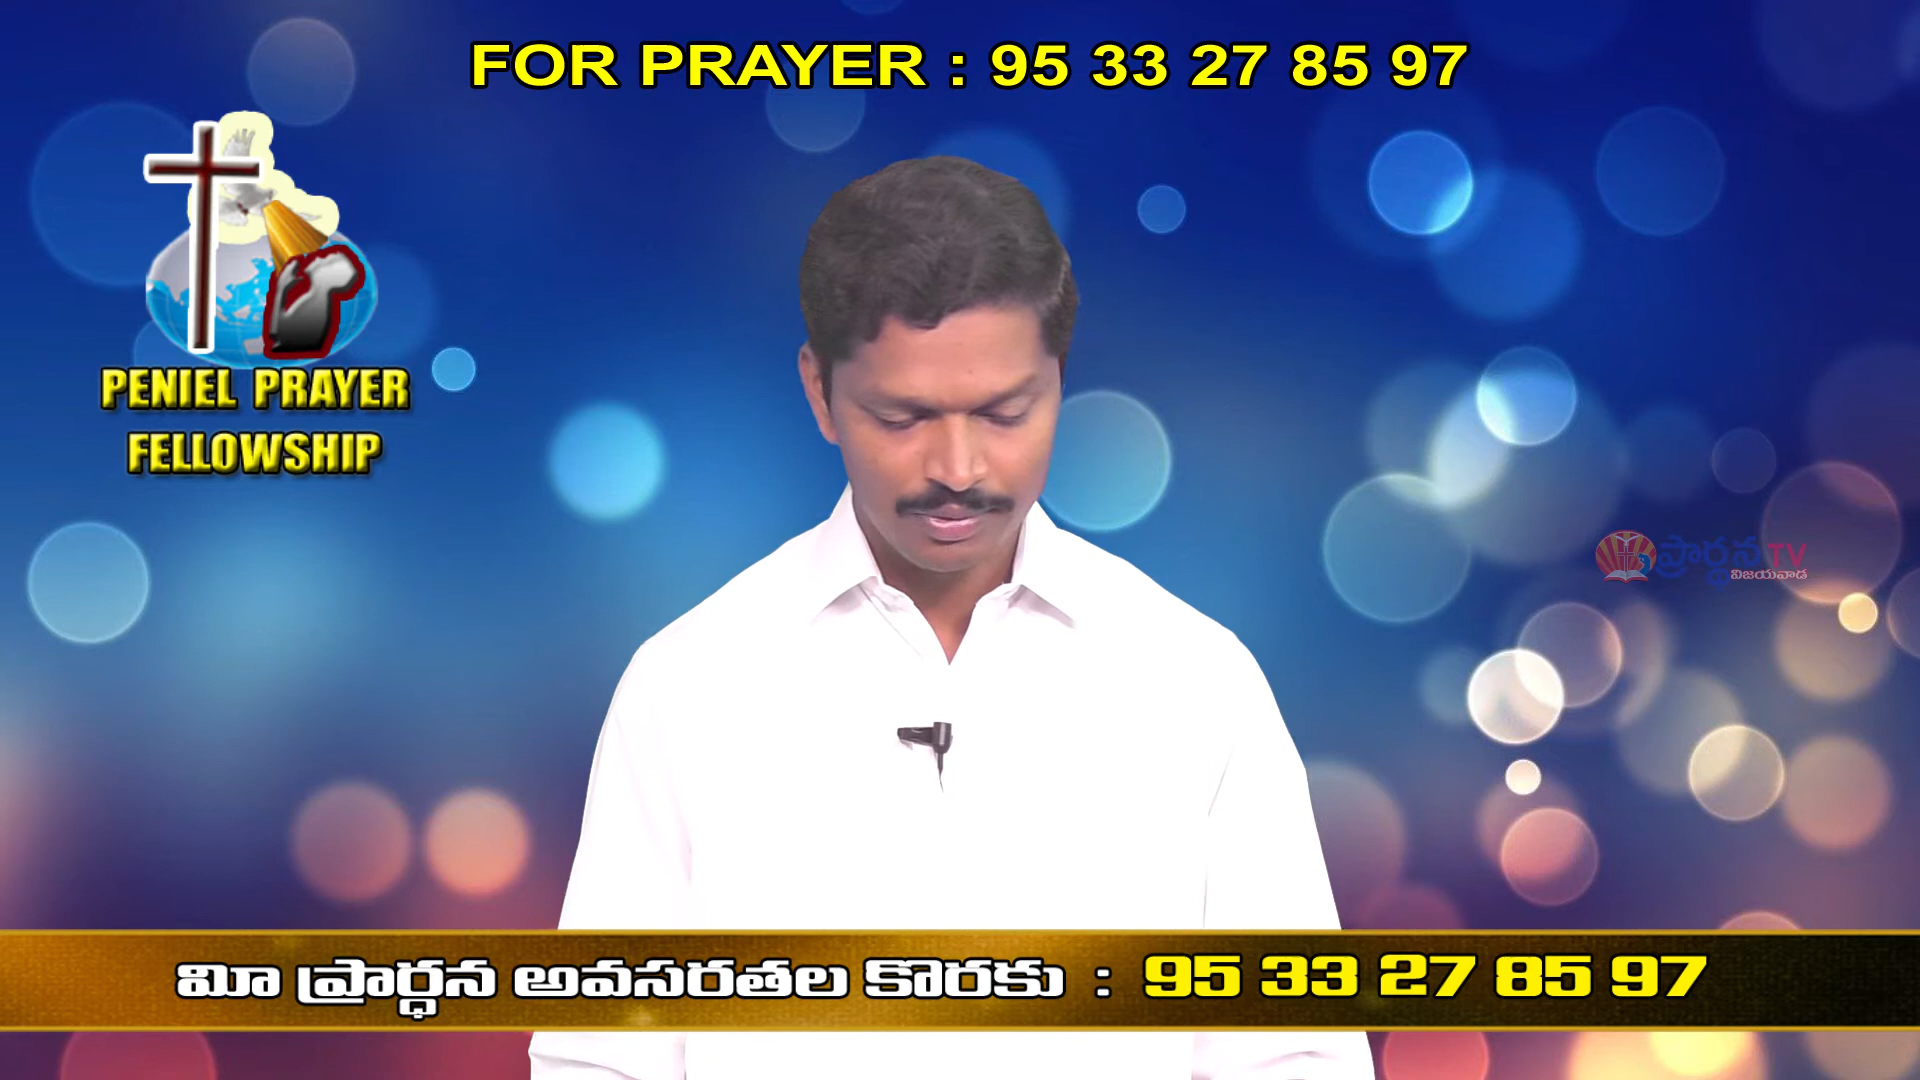 FOR PRAYER : 95 33 27 85 97
PENIEL PRAYER
FELLOWSHIP
ప్రార్థన TV
విజయవాడ
మీ ప్రార్ధన అవసరతల కొరకు : 95 33 27 85 97